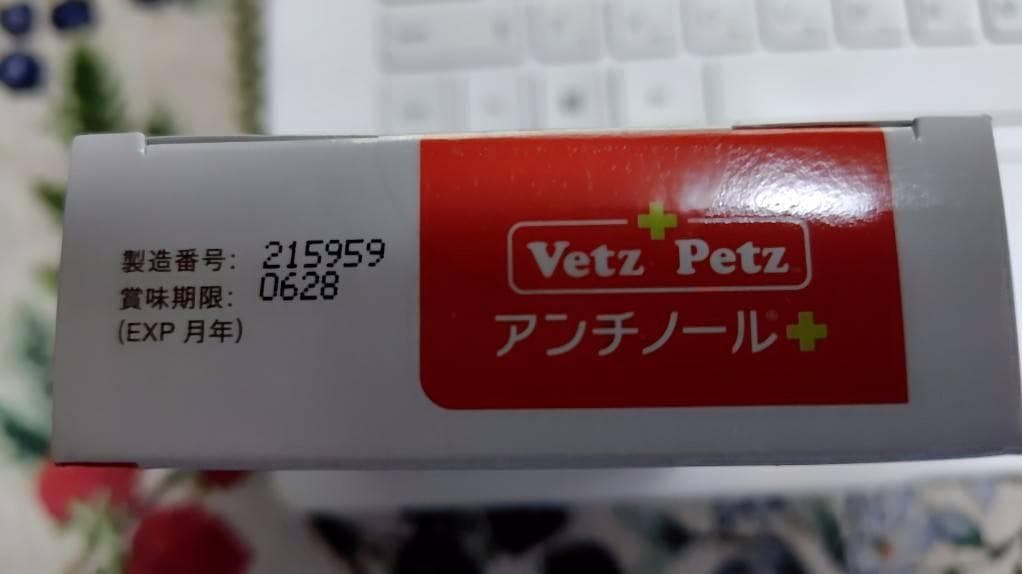 製造番号: 215959
賞味期限: 0628
(EXP 月年)
Vetz Petz
アンチノール